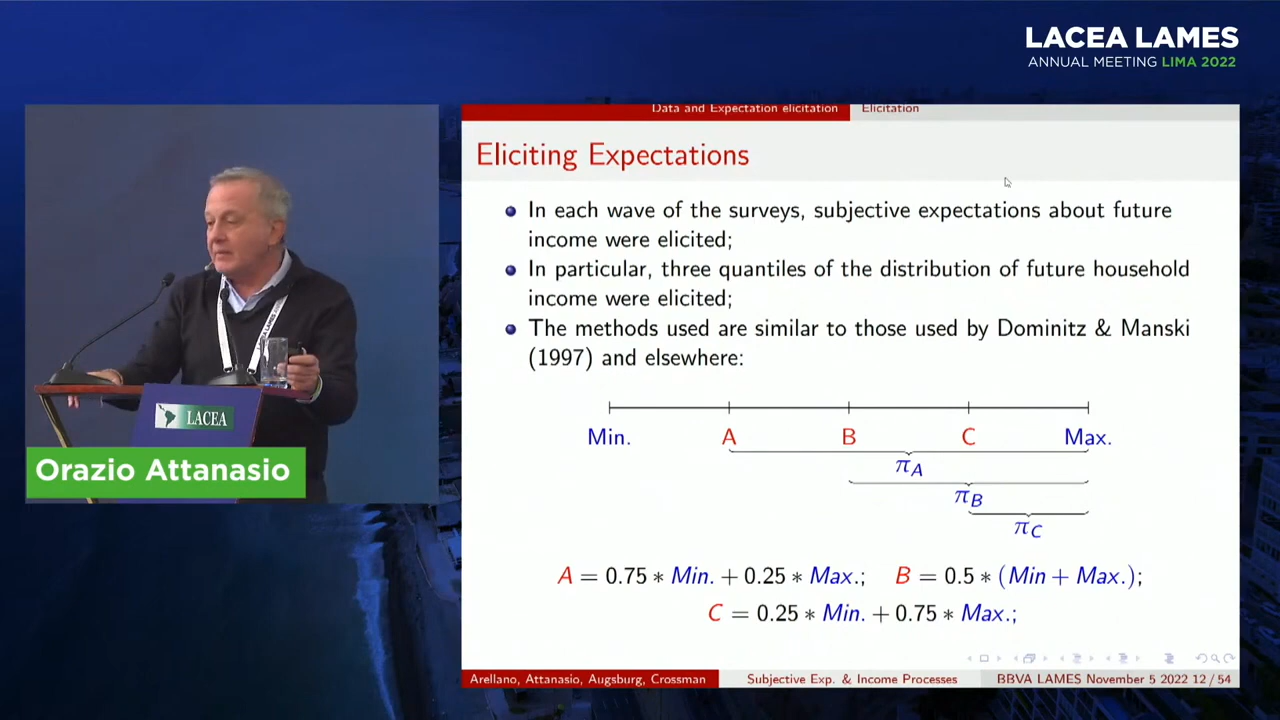 LACEA LAMES
ANNUAL MEETING LIMA 2022
Data and Expectation elicitation
Elicitation
Eliciting Expectations
In each wave of the surveys, subjective expectations about future
income were elicited;
In particular, three quantiles of the distribution of future household
income were elicited;
The methods used are similar to those used by Dominitz & Manski
(1997) and elsewhere:
Min. A B C Max.
π_A
π_B
π_C
A = 0.75 ∗ Min. + 0.25 ∗ Max.; B = 0.5 ∗ (Min + Max.);
C = 0.25 ∗ Min. + 0.75 ∗ Max.;
Arellano, Attanasio, Augsburg, Crossman
Subjective Exp. & Income Processes
BBVA LAMES November 5 2022 12 / 54
LACEA
Orazio Attanasio